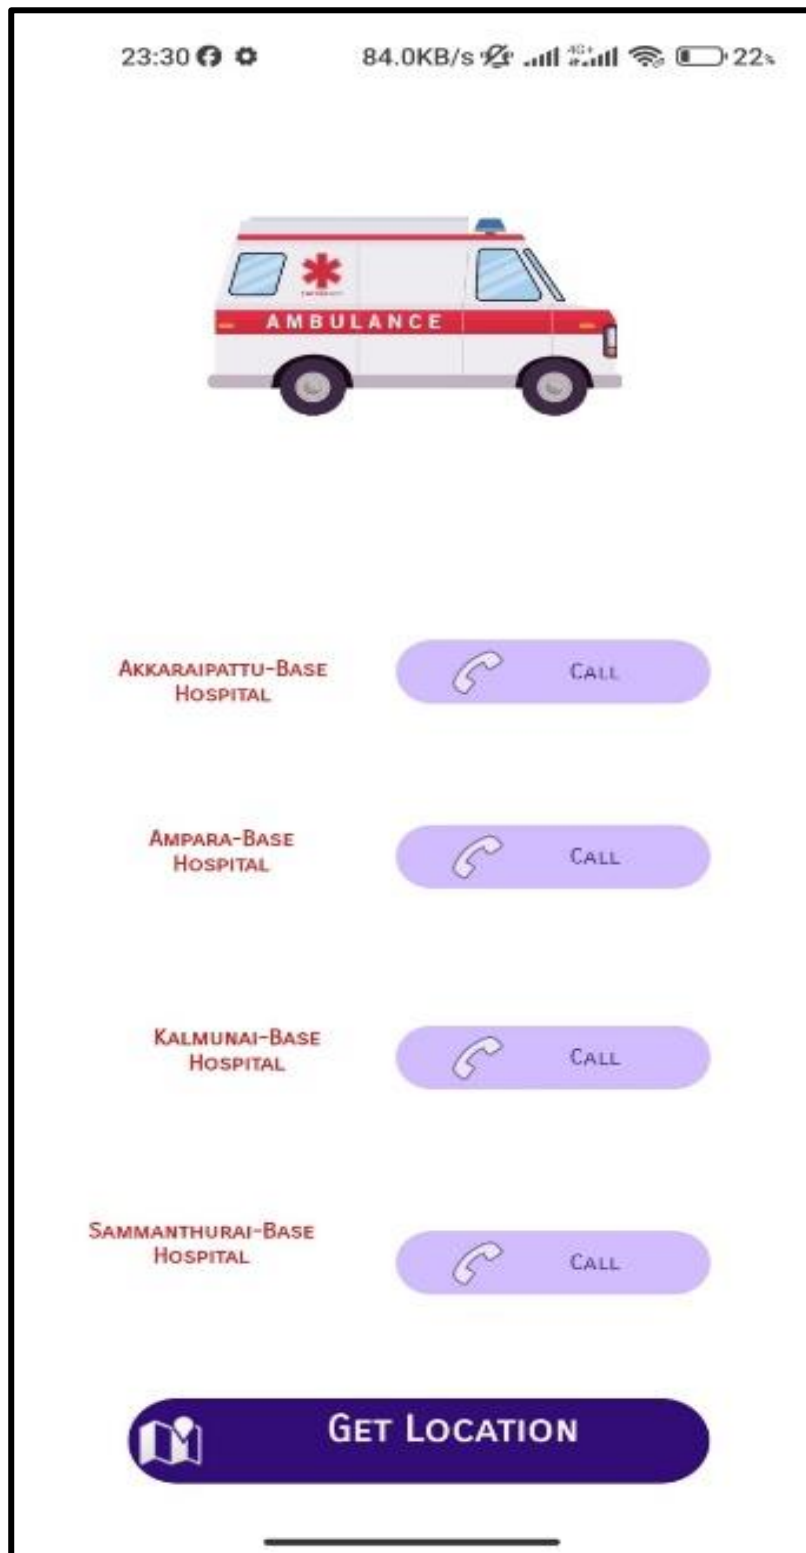 23:30 84.0KB/s 4G+ 22%
AMBULANCE
AKKARAIPATTU-BASE
HOSPITAL
CALL
AMPARA-BASE
HOSPITAL
CALL
KALMUNAI-BASE
HOSPITAL
CALL
SAMMANTHURAI-BASE
HOSPITAL
CALL
GET LOCATION